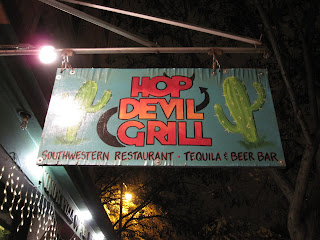 HOP
DEVIL
GRILL
SOUTHWESTERN RESTAURANT - TEQUILA & BEER BAR